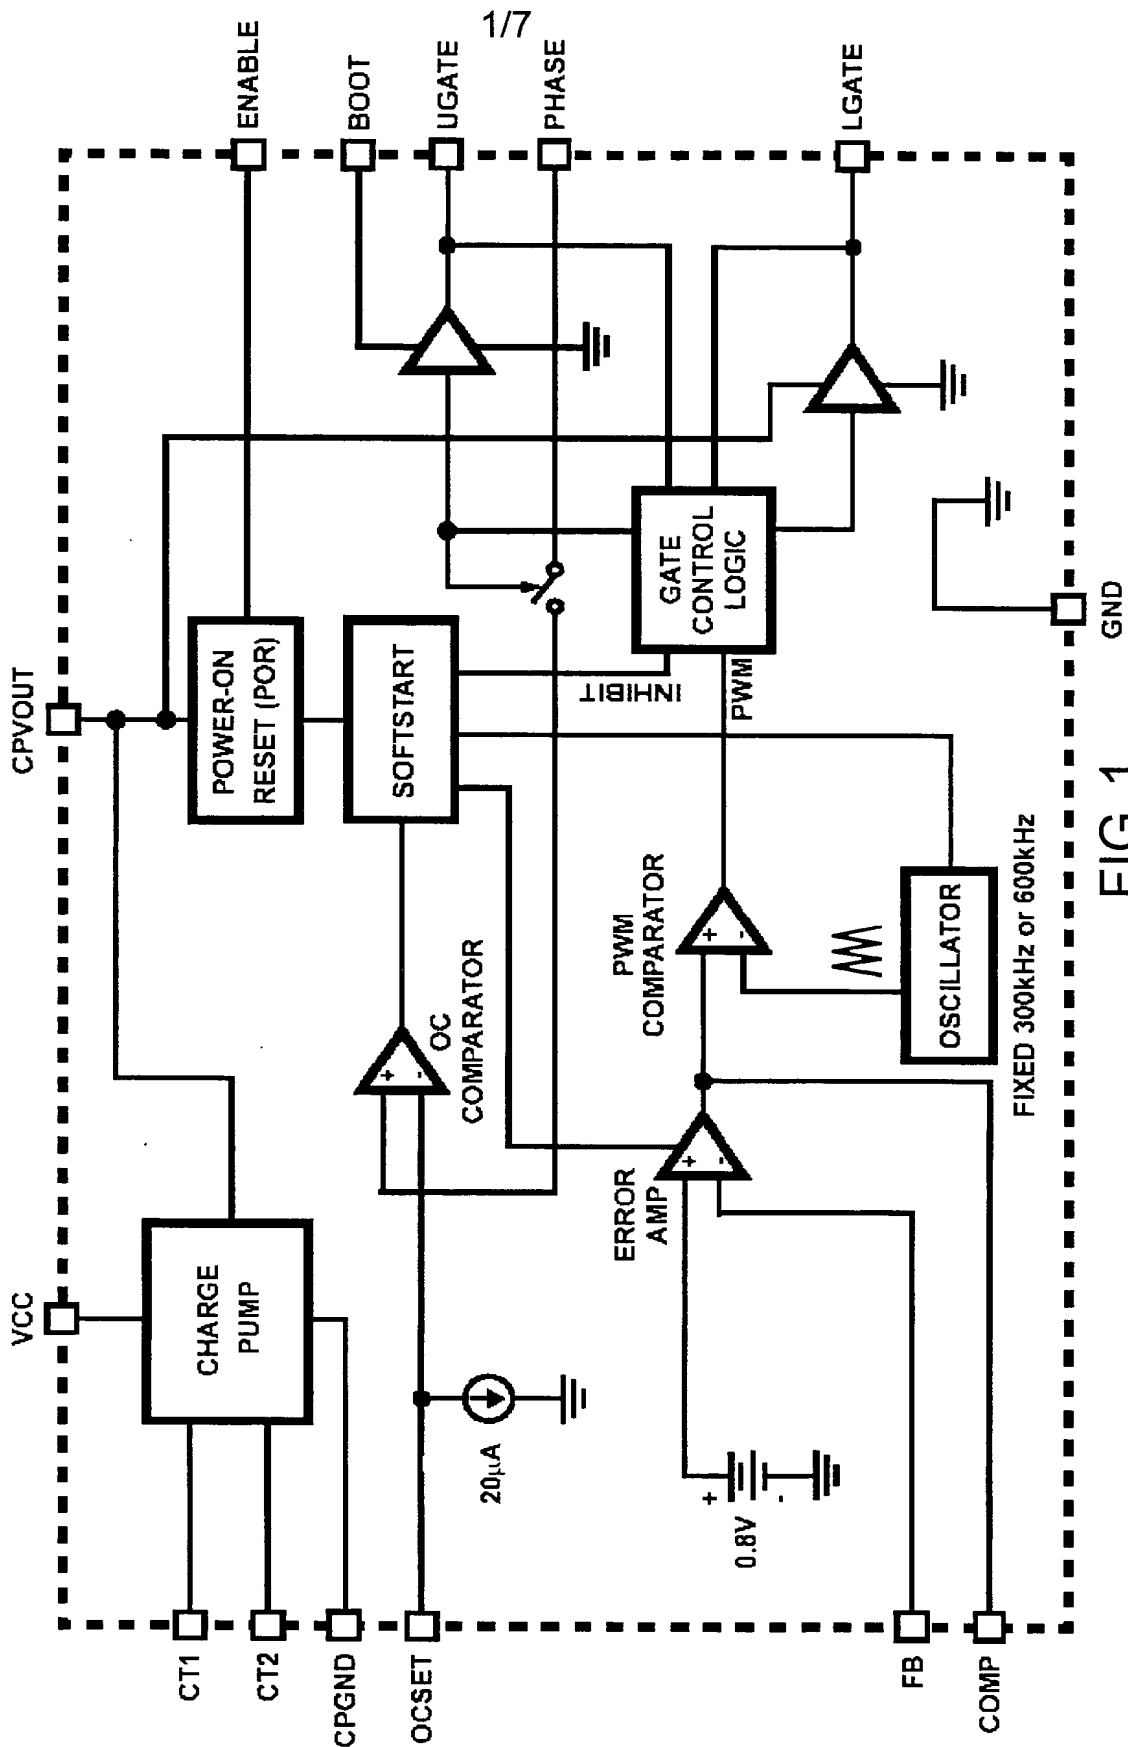 1/7
VCC
CPVOUT
CT1
CT2
CPGND
OCSET
FB
COMP
ENABLE
BOOT
UGATE
PHASE
LGATE
GND
CHARGE
PUMP
POWER-ON
RESET (POR)
SOFTSTART
+
-
OC
COMPARATOR
20µA
INHIBIT
GATE
CONTROL
LOGIC
PWM
PWM
COMPARATOR
+
-
ERROR
AMP
+
-
+
0.8V
-
OSCILLATOR
FIXED 300kHz or 600kHz
FIG. 1